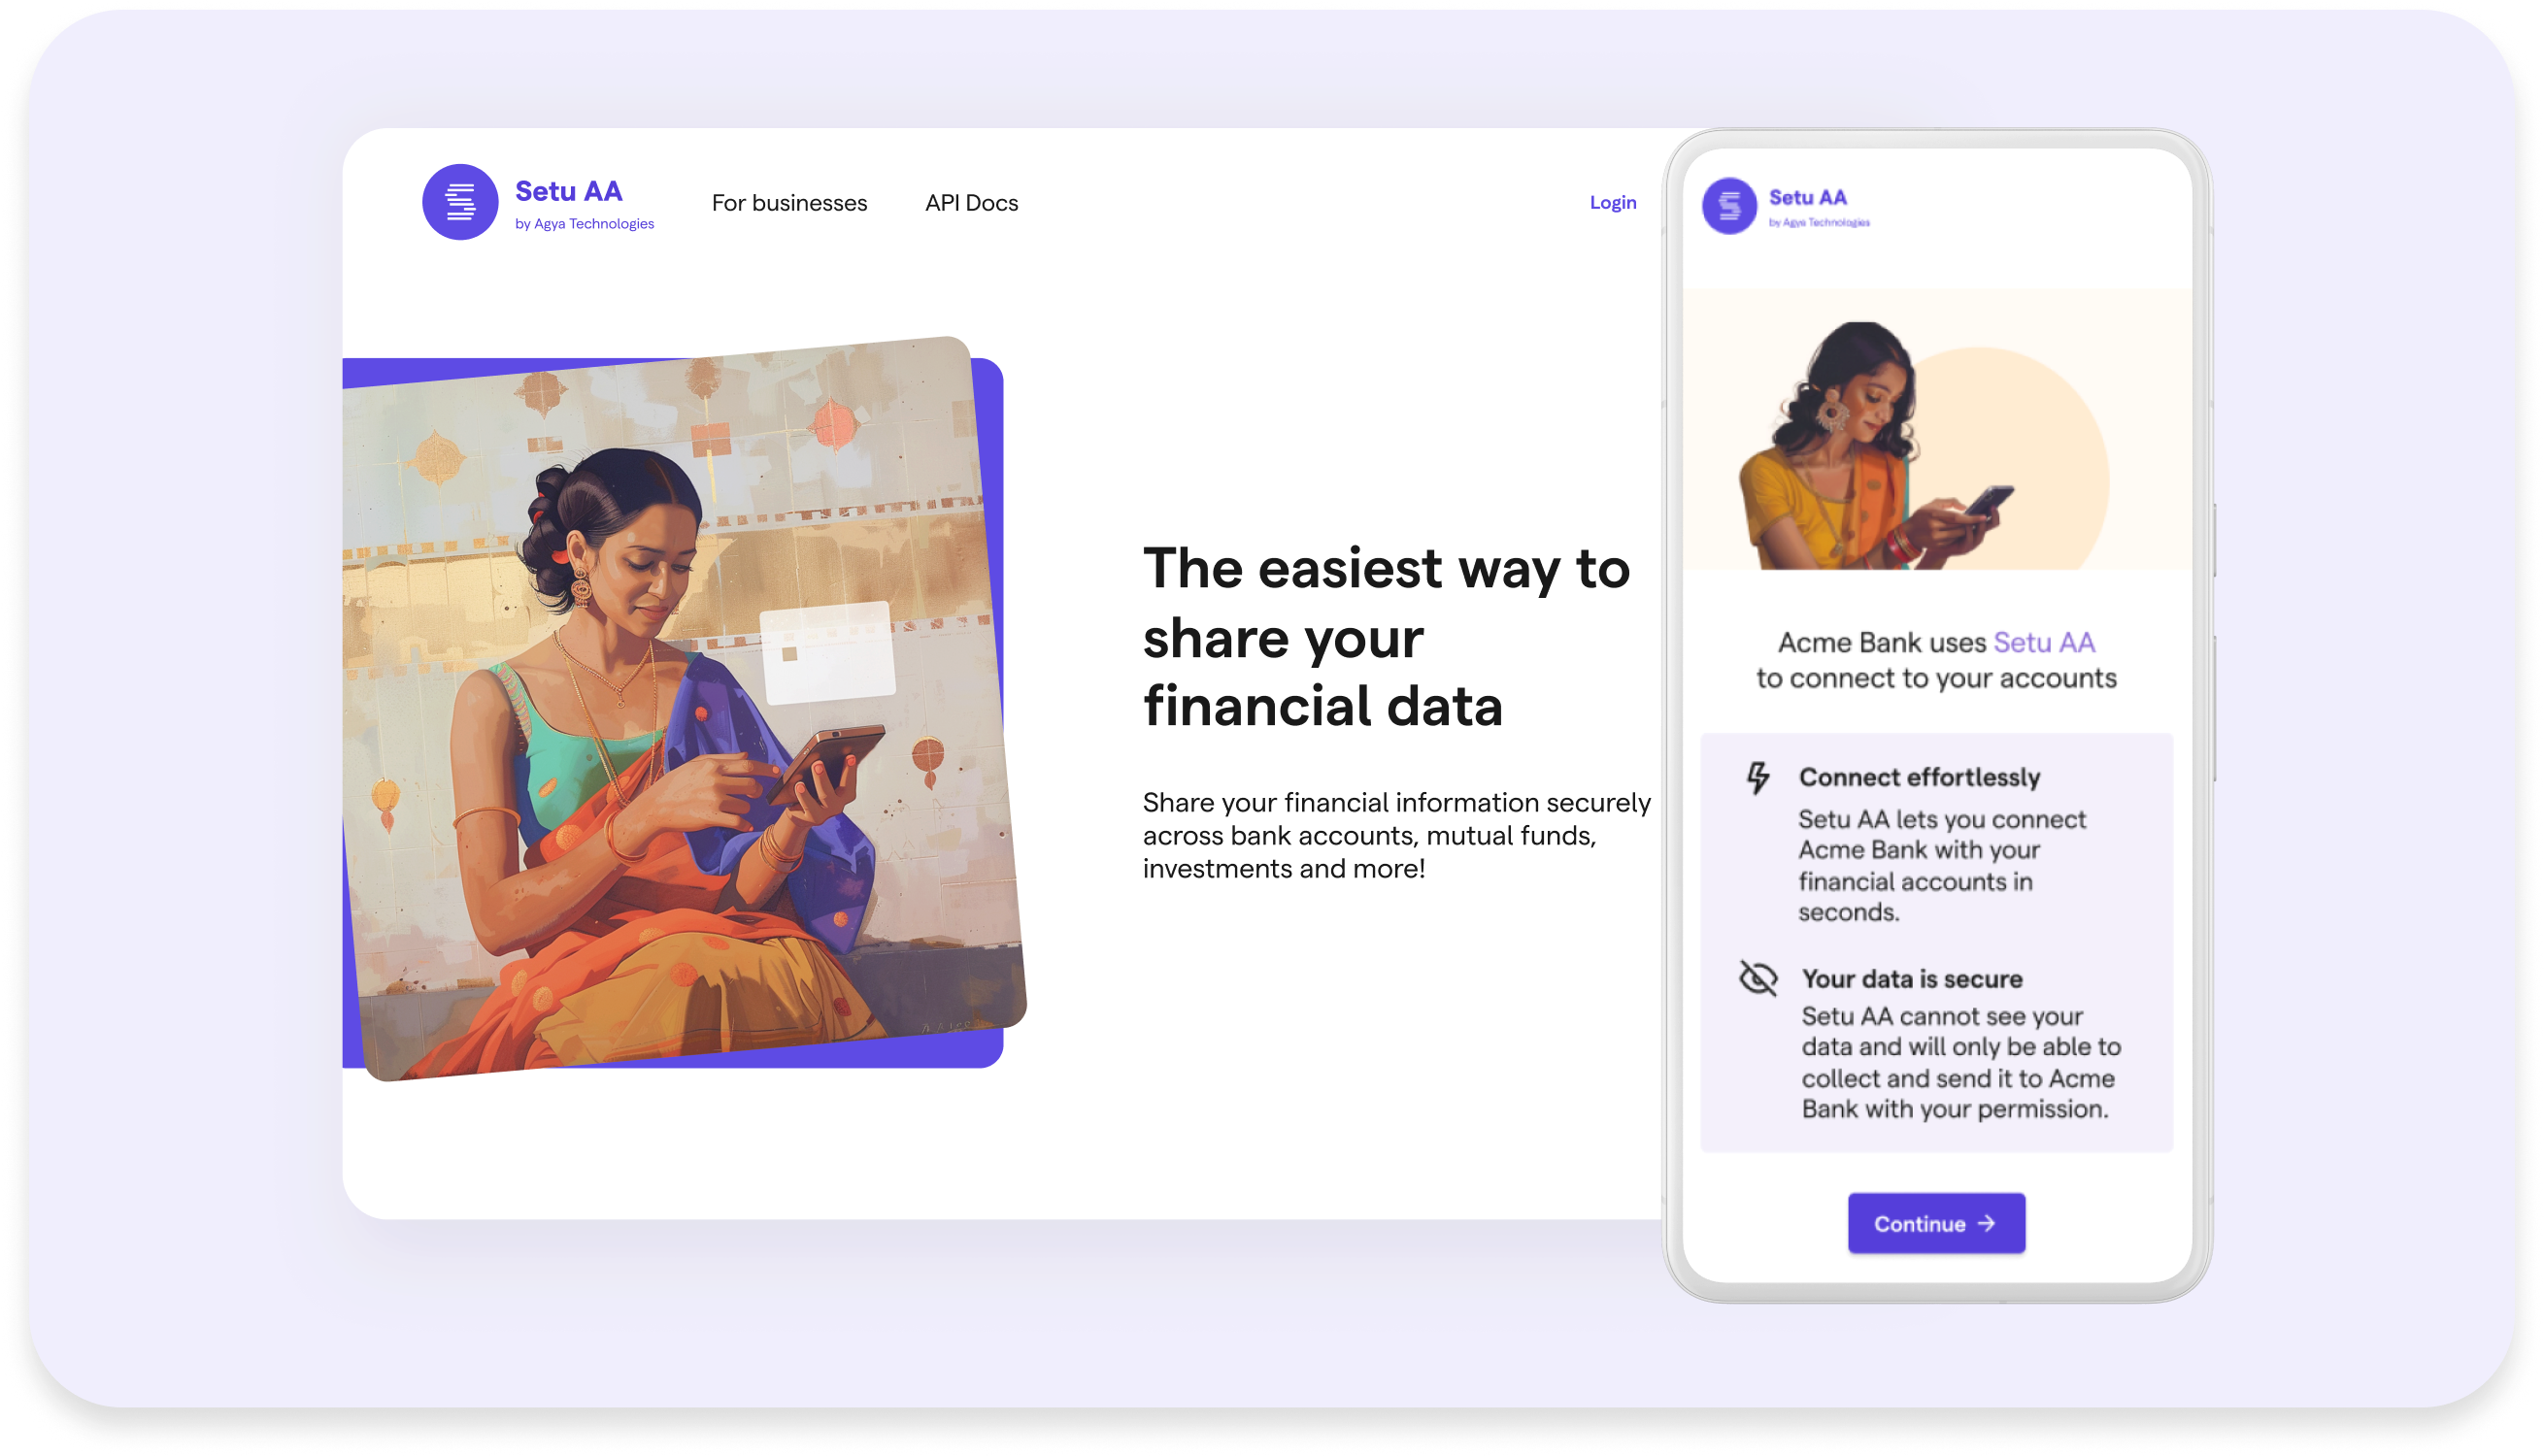 Setu AA
by Agya Technologies
For businesses
API Docs
Login
The easiest way to
share your
financial data
Share your financial information securely
across bank accounts, mutual funds,
investments and more!
Setu AA
by Agya Technologies
Acme Bank uses Setu AA
to connect to your accounts
Connect effortlessly
Setu AA lets you connect
Acme Bank with your
financial accounts in
seconds.
Your data is secure
Setu AA cannot see your
data and will only be able to
collect and send it to Acme
Bank with your permission.
Continue →